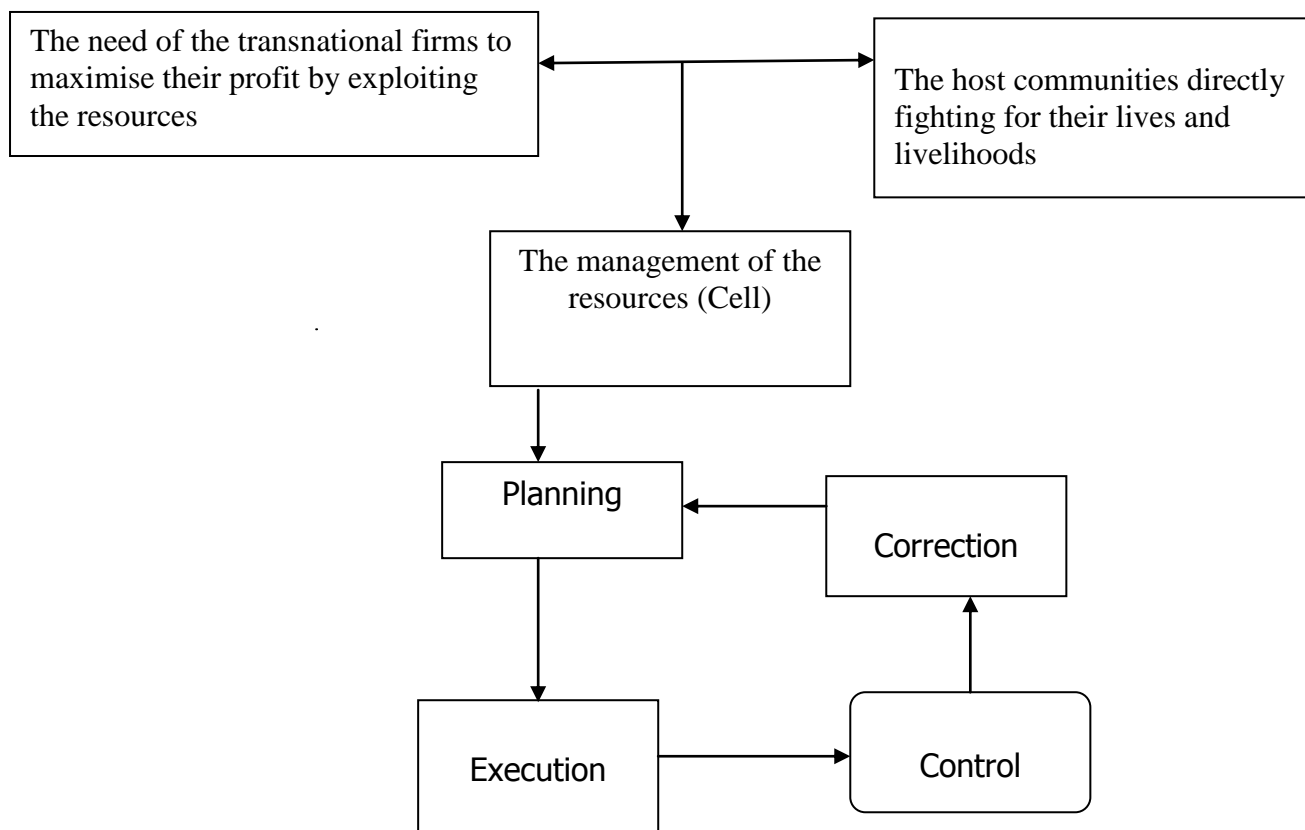 The need of the transnational firms to
maximise their profit by exploiting
the resources
The host communities directly
fighting for their lives and
livelihoods
The management of the
resources (Cell)
Planning
Correction
Execution
Control